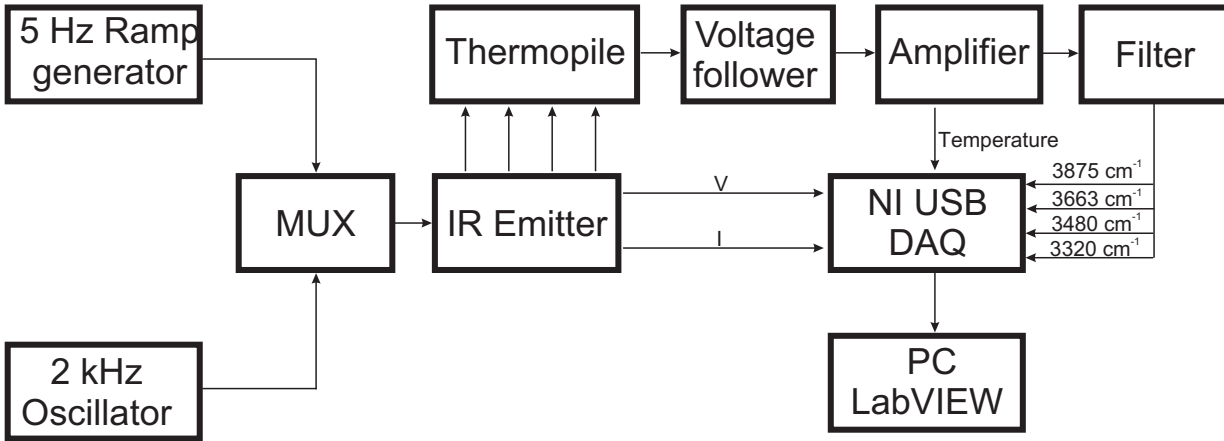 5 Hz Ramp
generator
Thermopile
Voltage
follower
Amplifier
Filter
Temperature
3875 cm-1
3663 cm-1
3480 cm-1
3320 cm-1
MUX
IR Emitter
V
I
NI USB
DAQ
2 kHz
Oscillator
PC
LabVIEW